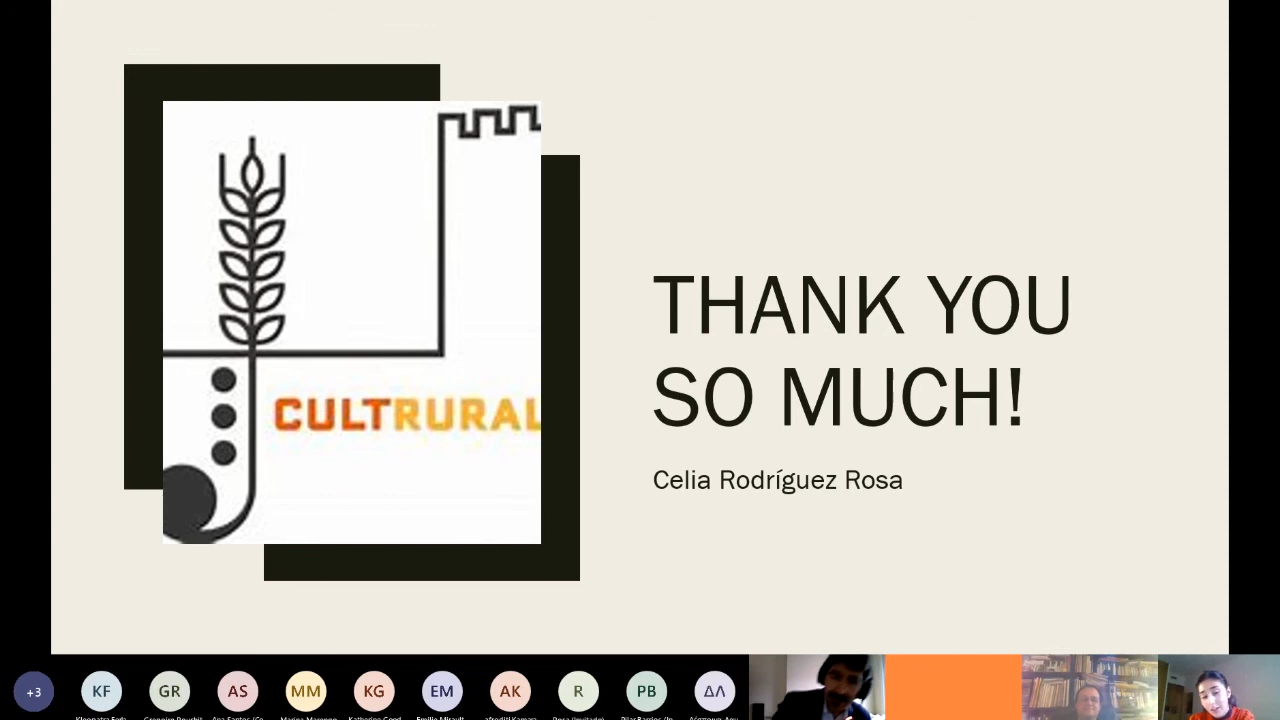 CULTRURAL
THANK YOU
SO MUCH!
Celia Rodríguez Rosa
+3
KF
GR
AS
MM
KG
EM
AK
R
PB
ΔΛ